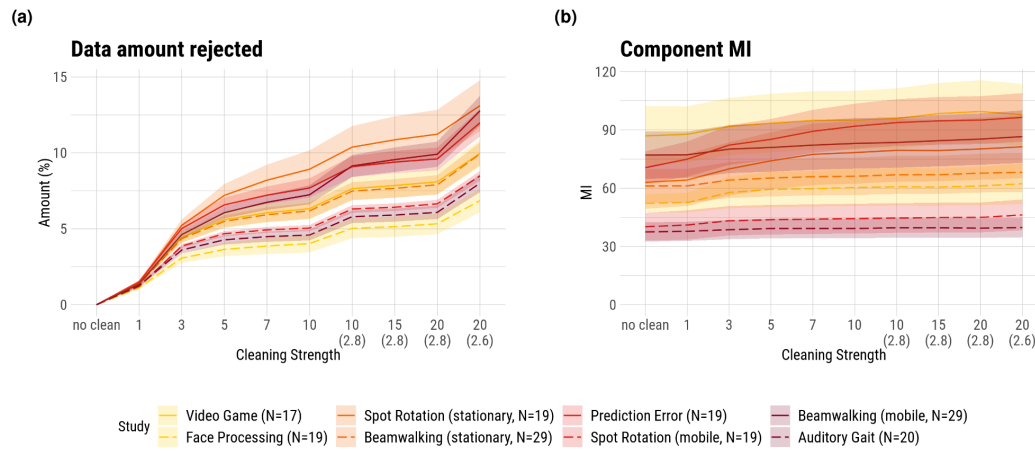 (a)
(b)
Data amount rejected
Component MI
Amount (%)
15
10
5
0
no clean 1 3 5 7 10 10 15 20 20
(2.8) (2.8) (2.8) (2.6)
Cleaning Strength
MI
120
90
60
30
0
no clean 1 3 5 7 10 10 15 20 20
(2.8) (2.8) (2.8) (2.6)
Cleaning Strength
Study
Video Game (N=17)
Face Processing (N=19)
Spot Rotation (stationary, N=19)
Beamwalking (stationary, N=29)
Prediction Error (N=19)
Spot Rotation (mobile, N=19)
Beamwalking (mobile, N=29)
Auditory Gait (N=20)